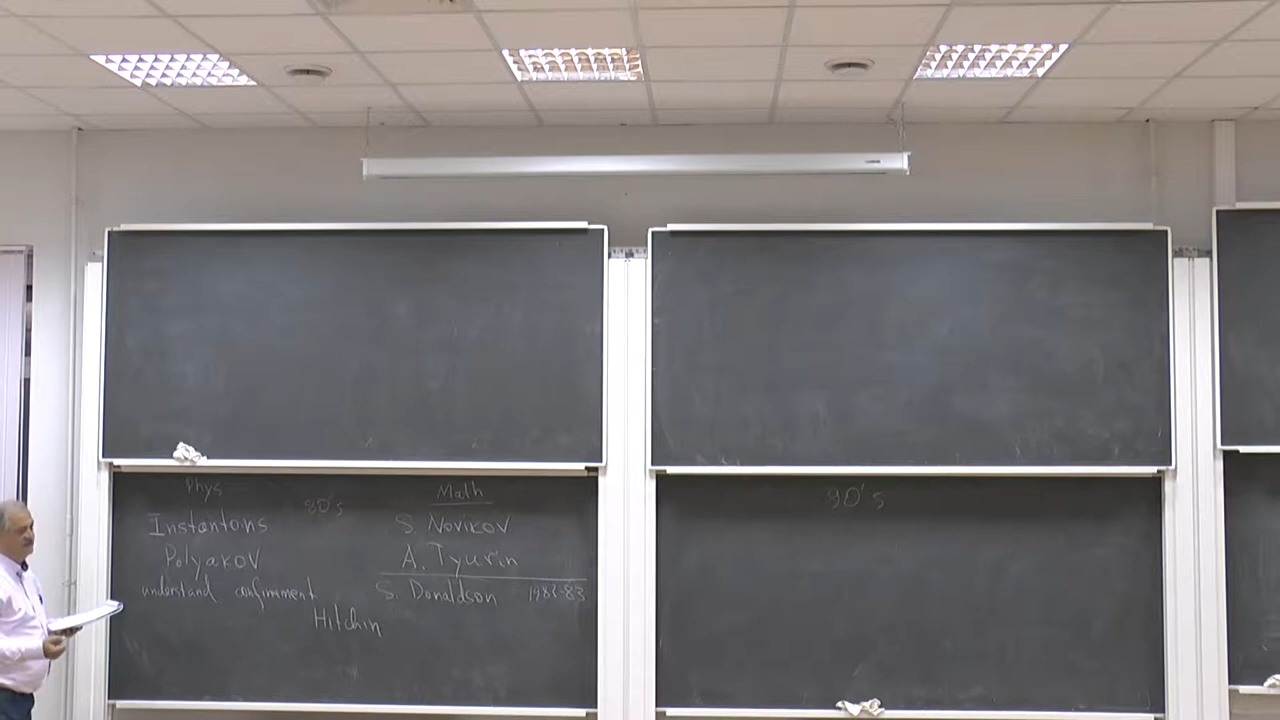 Phys
80's
Math
Instantons
S. Novikov
Polyakov
A. Tyurin
understand confinement
S. Donaldson 1982-83
Hitchin
90's